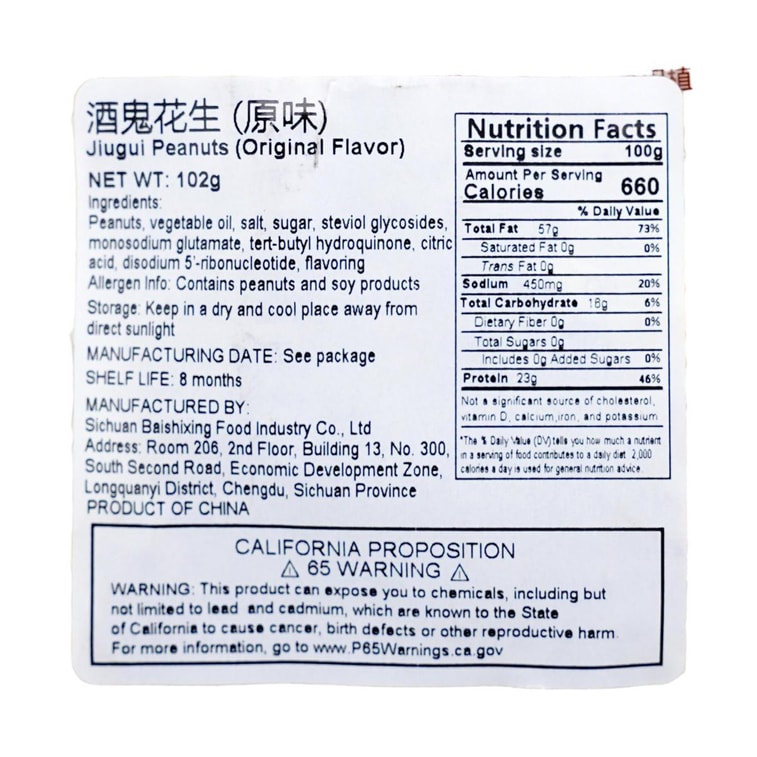 酒鬼花生 (原味)
Jiugui Peanuts (Original Flavor)
NET WT: 102g
Ingredients:
Peanuts, vegetable oil, salt, sugar, steviol glycosides,
monosodium glutamate, tert-butyl hydroquinone, citric
acid, disodium 5'-ribonucleotide, flavoring
Allergen Info: Contains peanuts and soy products
Storage: Keep in a dry and cool place away from
direct sunlight
MANUFACTURING DATE: See package
SHELF LIFE: 8 months
MANUFACTURED BY:
Sichuan Baishixing Food Industry Co., Ltd
Address: Room 206, 2nd Floor, Building 13, No. 300,
South Second Road, Economic Development Zone,
Longquanyi District, Chengdu, Sichuan Province
PRODUCT OF CHINA
Nutrition Facts
Serving size 100g
Amount Per Serving
Calories 660
% Daily Value
Total Fat 57g 73%
Saturated Fat 0g 0%
Trans Fat 0g
Sodium 450mg 20%
Total Carbohydrate 18g 6%
Dietary Fiber 0g 0%
Total Sugars 0g
Includes 0g Added Sugars 0%
Protein 23g 46%
Not a significant source of cholesterol,
vitamin D, calcium,iron, and potassium
*The % Daily Value (DV) tells you how much a nutrient
in a serving of food contributes to a daily diet 2,000
calories a day is used for general nutrition advice.
CALIFORNIA PROPOSITION
⚠ 65 WARNING ⚠
WARNING: This product can expose you to chemicals, including but
not limited to lead and cadmium, which are known to the State
of California to cause cancer, birth defects or other reproductive harm.
For more information, go to www.P65Warnings.ca.gov